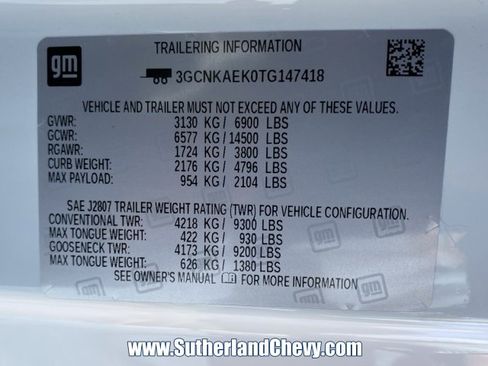 gm TRAILERING INFORMATION
3GCNKAEK0TG147418
VEHICLE AND TRAILER MUST NOT EXCEED ANY OF THESE VALUES.
GVWR: 3130 KG/ 6900 LBS
GCWR: 6577 KG/ 14500 LBS
RGAWR: 1724 KG/ 3800 LBS
CURB WEIGHT: 2176 KG/ 4796 LBS
MAX PAYLOAD: 954 KG/ 2104 LBS
SAE J2807 TRAILER WEIGHT RATING (TWR) FOR VEHICLE CONFIGURATION.
CONVENTIONAL TWR: 4218 KG/ 9300 LBS
MAX TONGUE WEIGHT: 422 KG/ 930 LBS
GOOSENECK TWR: 4173 KG/ 9200 LBS
MAX TONGUE WEIGHT: 626 KG/ 1380 LBS
SEE OWNER'S MANUAL FOR MORE INFORMATION
www.SutherlandChevy.com